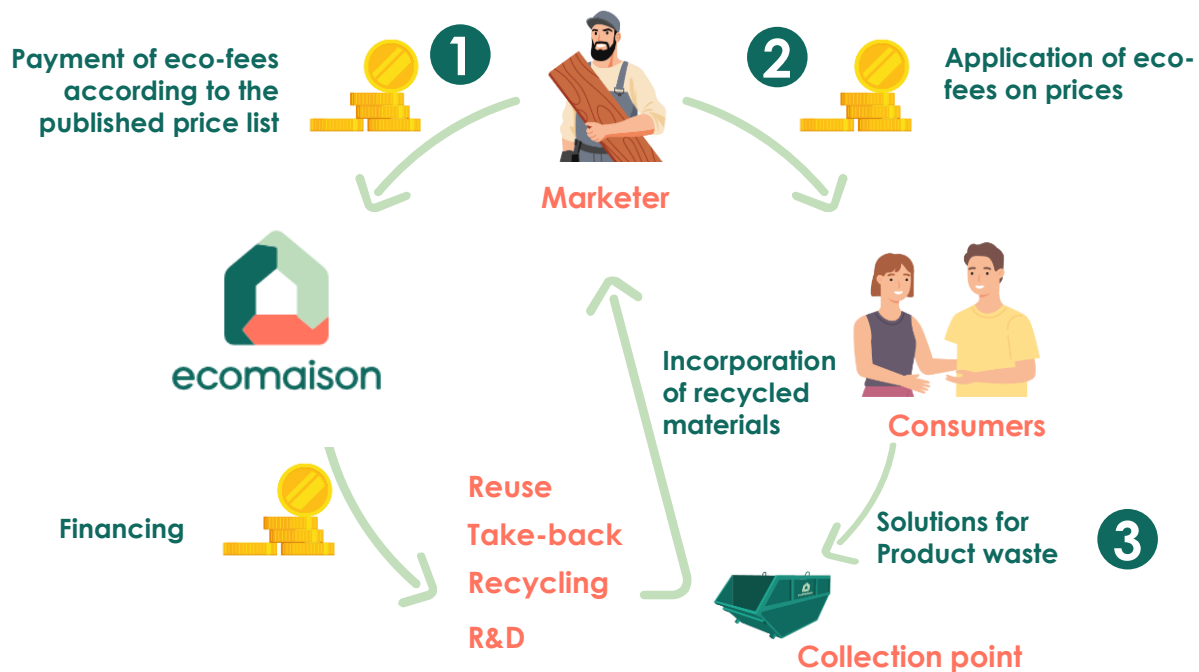 Payment of eco-fees
according to the
published price list
1
2
Application of eco-
fees on prices
Marketer
ecomaison
Incorporation
of recycled
materials
Consumers
Financing
Reuse
Take-back
Recycling
R&D
Solutions for
Product waste
3
Collection point